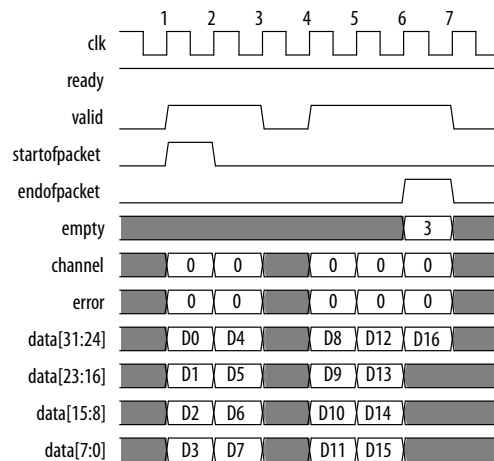 1 2 3 4 5 6 7
clk
ready
valid
startofpacket
endofpacket
empty 3
channel 0 0 0 0 0
error 0 0 0 0 0
data[31:24] D0 D4 D8 D12 D16
data[23:16] D1 D5 D9 D13
data[15:8] D2 D6 D10 D14
data[7:0] D3 D7 D11 D15